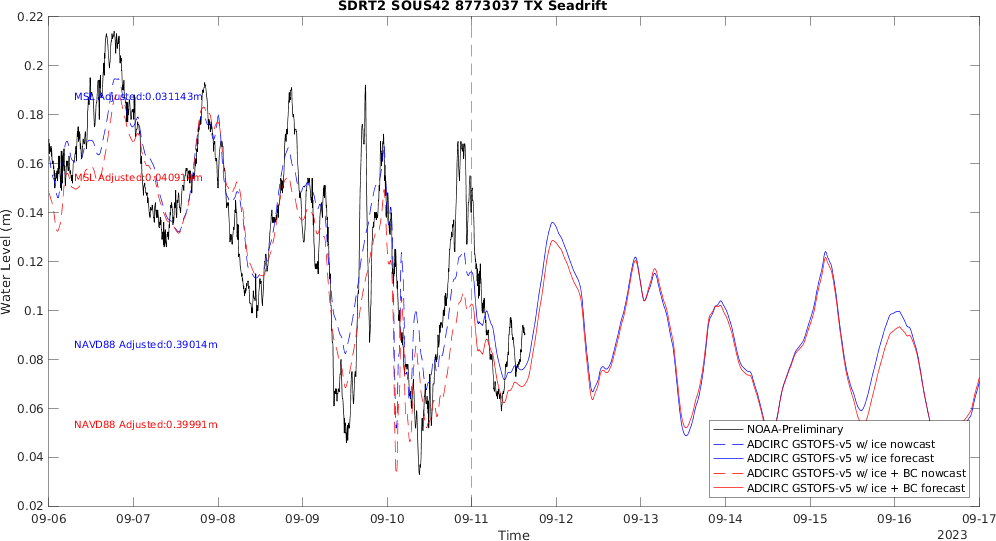 SDRT2 SOUS42 8773037 TX Seadrift
Water Level (m)
0.22
0.2
0.18
0.16
0.14
0.12
0.1
0.08
0.06
0.04
0.02
MSL Adjusted:0.031143m
MSL
NAVD88 Adjusted:0.39014m
NAVD88 Adjusted:0.39991m
NOAA-Preliminary
ADCIRC GSTOFS-v5 w/ ice nowcast
ADCIRC GSTOFS-v5 w/ ice forecast
ADCIRC GSTOFS-v5 w/ ice + BC nowcast
ADCIRC GSTOFS-v5 w/ ice + BC forecast
09-06 09-07 09-08 09-09 09-10 09-11 09-12 09-13 09-14 09-15 09-16 09-17
Time
2023